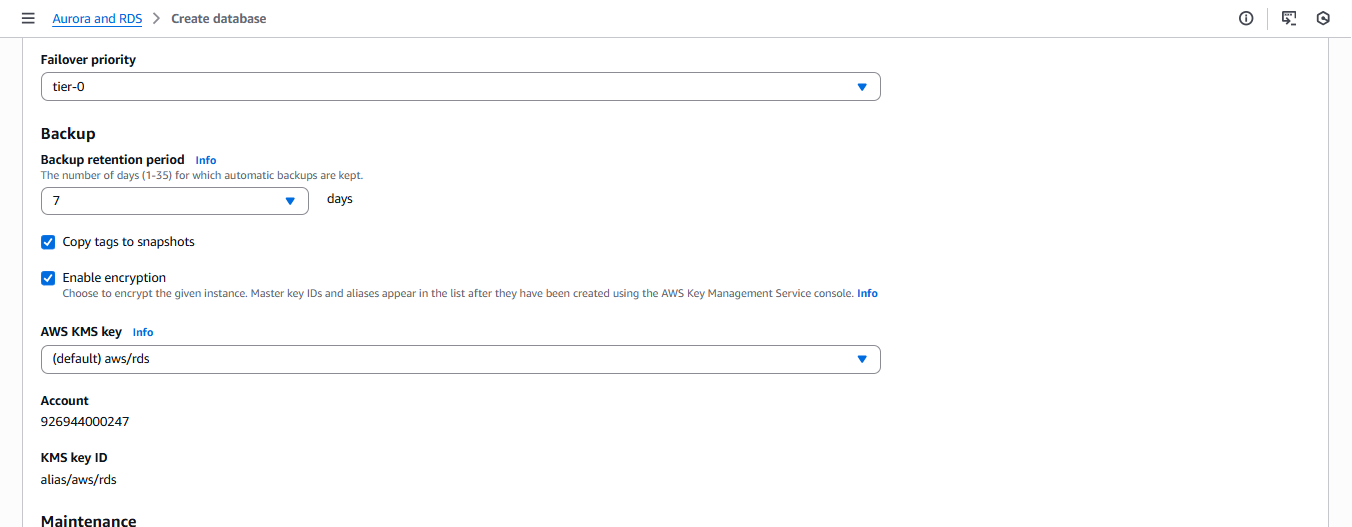 Aurora and RDS > Create database
Failover priority
tier-0
Backup
Backup retention period Info
The number of days (1-35) for which automatic backups are kept.
7 days
Copy tags to snapshots
Enable encryption
Choose to encrypt the given instance. Master key IDs and aliases appear in the list after they have been created using the AWS Key Management Service console. Info
AWS KMS key Info
(default) aws/rds
Account
926944000247
KMS key ID
alias/aws/rds
Maintenance